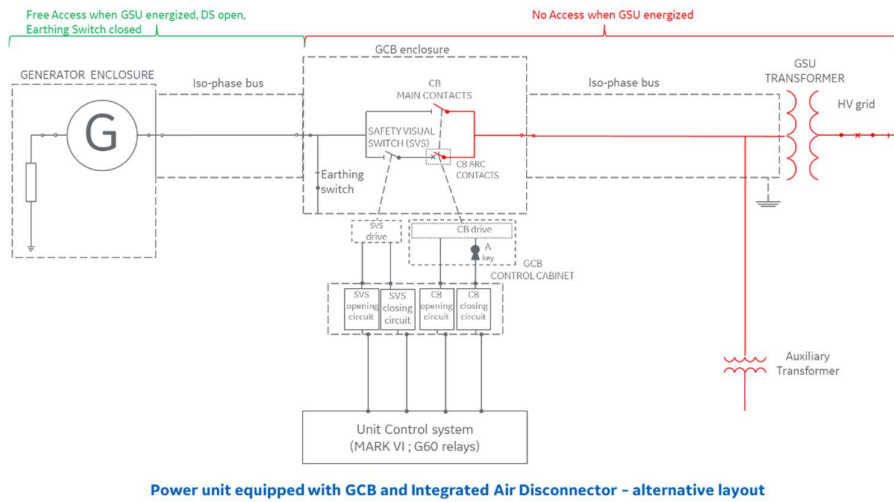 Free Access when GSU energized, DS open,
Earthing Switch closed
No Access when GSU energized
GCB enclosure
GENERATOR ENCLOSURE
Iso-phase bus
CB
MAIN CONTACTS
Iso-phase bus
GSU
TRANSFORMER
HV grid
G
SAFETY VISUAL
SWITCH (SVS)
CB ARC
CONTACTS
Earthing
switch
svs
drive
CB drive
A
key
GCB
CONTROL CABINET
SVS
opening
circuit
SVS
closing
circuit
CB
opening
circuit
CB
closing
circuit
Auxiliary
Transformer
Unit Control system
(MARK VI ; G60 relays)
Power unit equipped with GCB and Integrated Air Disconnector – alternative layout